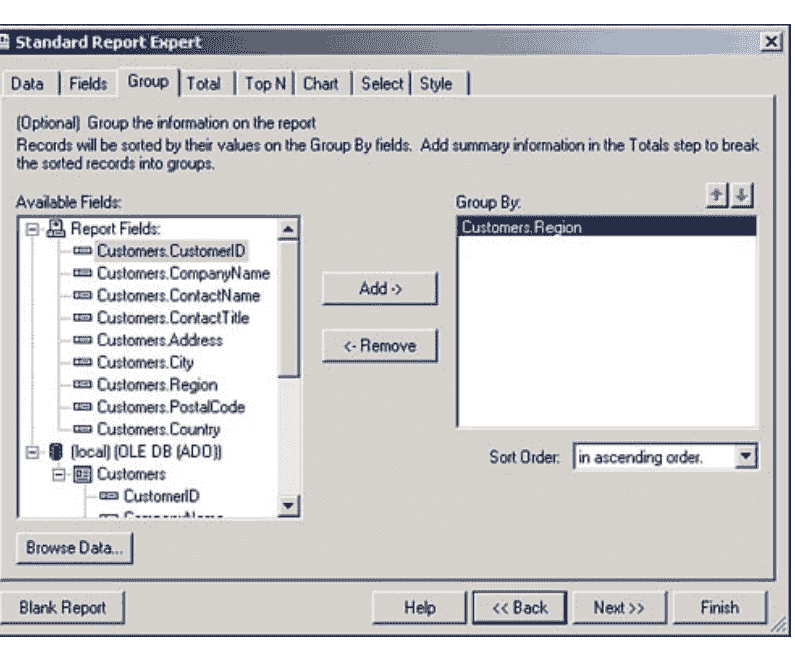 Standard Report Expert
Data Fields Group Total Top N Chart Select Style
(Optional) Group the information on the report
Records will be sorted by their values on the Group By fields. Add summary information in the Totals step to break
the sorted records into groups.
Available Fields:
Report Fields:
Customers.CustomerID
Customers.CompanyName
Customers.ContactName
Customers.ContactTitle
Customers.Address
Customers.City
Customers.Region
Customers.PostalCode
Customers.Country
(local) (OLE DB (ADO))
Customers
CustomerID
Browse Data...
Add ->
<- Remove
Group By:
Customers.Region
Sort Order: in ascending order.
Blank Report Help << Back Next >> Finish